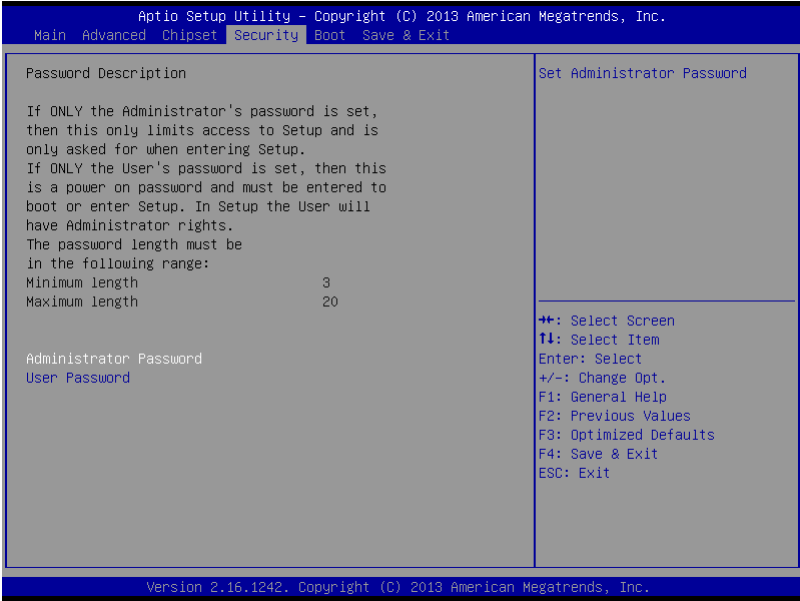 Aptio Setup Utility – Copyright (C) 2013 American Megatrends, Inc.
Main Advanced Chipset Security Boot Save & Exit
Password Description
If ONLY the Administrator's password is set,
then this only limits access to Setup and is
only asked for when entering Setup.
If ONLY the User's password is set, then this
is a power on password and must be entered to
boot or enter Setup. In Setup the User will
have Administrator rights.
The password length must be
in the following range:
Minimum length 3
Maximum length 20
Administrator Password
User Password
Set Administrator Password
→←: Select Screen
↑↓: Select Item
Enter: Select
+/-: Change Opt.
F1: General Help
F2: Previous Values
F3: Optimized Defaults
F4: Save & Exit
ESC: Exit
Version 2.16.1242. Copyright (C) 2013 American Megatrends, Inc.